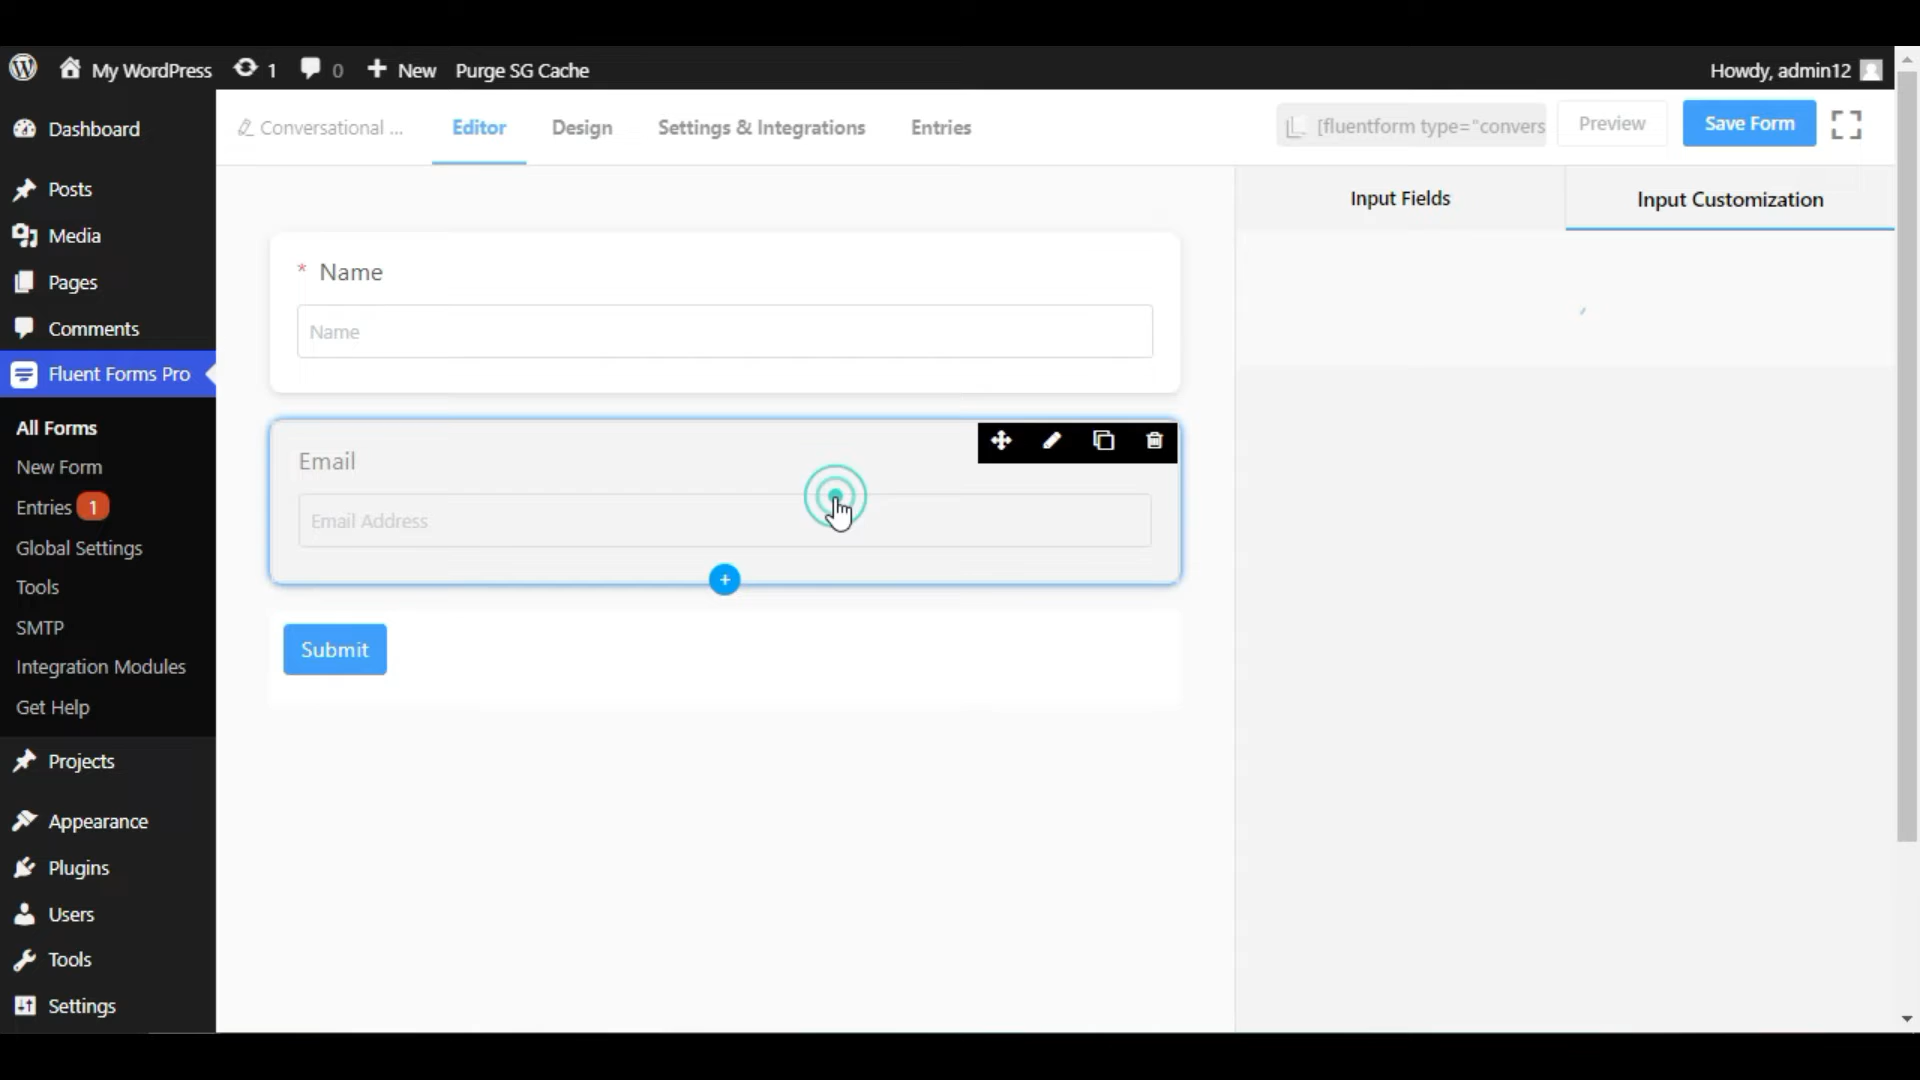 My WordPress 1 0 New Purge SG Cache Howdy, admin12
Dashboard
Posts
Media
Pages
Comments
Fluent Forms Pro
All Forms
New Form
Entries 1
Global Settings
Tools
SMTP
Integration Modules
Get Help
Projects
Appearance
Plugins
Users
Tools
Settings
Conversational ... Editor Design Settings & Integrations Entries [fluentform type="convers Preview Save Form
* Name
Name
Email
Email Address
Submit
Input Fields Input Customization